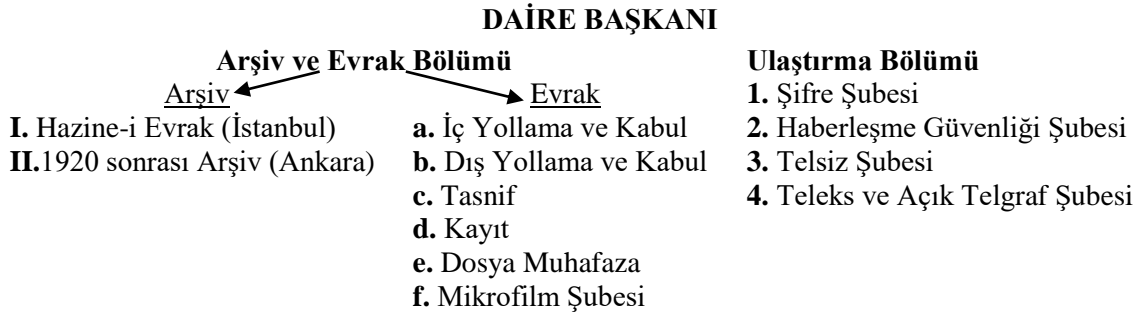 DAİRE BAŞKANI
Arşiv ve Evrak Bölümü
Arşiv
I. Hazine-i Evrak (İstanbul)
II.1920 sonrası Arşiv (Ankara)
Evrak
a. İç Yollama ve Kabul
b. Dış Yollama ve Kabul
c. Tasnif
d. Kayıt
e. Dosya Muhafaza
f. Mikrofilm Şubesi
Ulaştırma Bölümü
1. Şifre Şubesi
2. Haberleşme Güvenliği Şubesi
3. Telsiz Şubesi
4. Teleks ve Açık Telgraf Şubesi